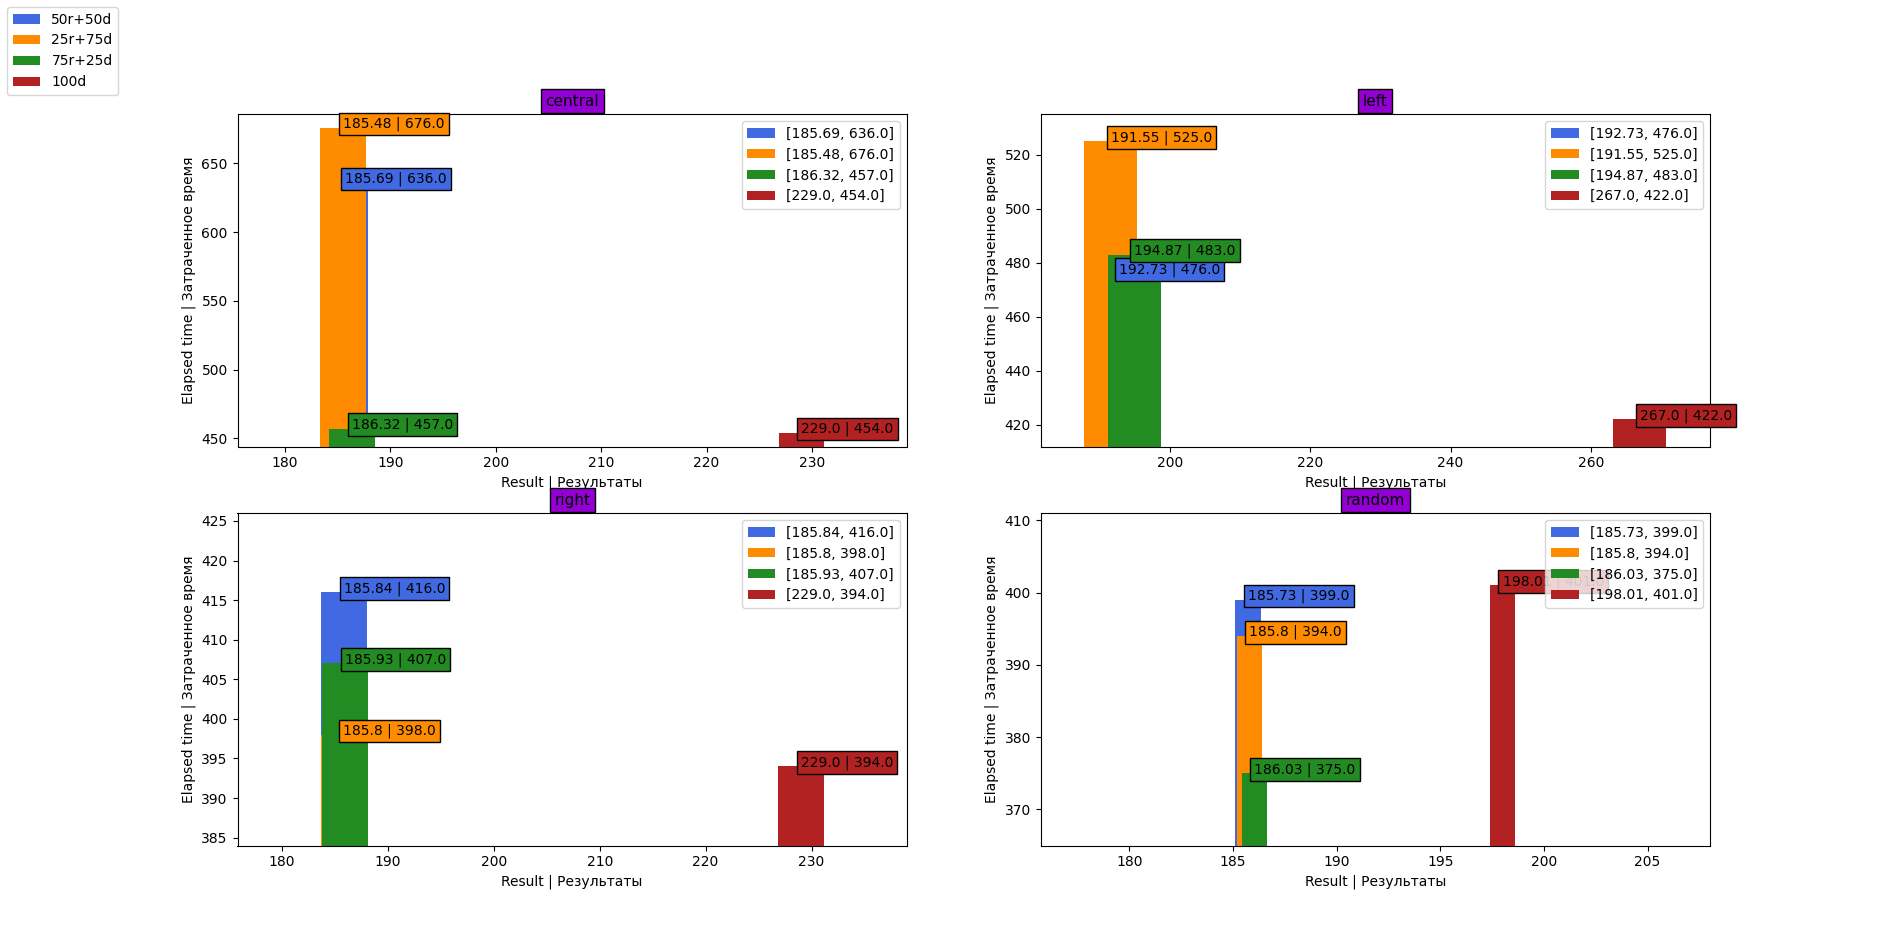 50r+50d
25r+75d
75r+25d
100d
central
Elapsed time | Затраченное время
650
600
550
500
450
185.48 | 676.0
185.69 | 636.0
186.32 | 457.0
229.0 | 454.0
[185.69, 636.0]
[185.48, 676.0]
[186.32, 457.0]
[229.0, 454.0]
180 190 200 210 220 230
Result | Результаты
left
Elapsed time | Затраченное время
520
500
480
460
440
420
191.55 | 525.0
194.87 | 483.0
192.73 | 476.0
267.0 | 422.0
[192.73, 476.0]
[191.55, 525.0]
[194.87, 483.0]
[267.0, 422.0]
200 220 240 260
Result | Результаты
right
Elapsed time | Затраченное время
425
420
415
410
405
400
395
390
385
185.84 | 416.0
185.93 | 407.0
185.8 | 398.0
229.0 | 394.0
[185.84, 416.0]
[185.8, 398.0]
[185.93, 407.0]
[229.0, 394.0]
180 190 200 210 220 230
Result | Результаты
random
Elapsed time | Затраченное время
410
400
390
380
370
185.73 | 399.0
185.8 | 394.0
186.03 | 375.0
198.01 | 401.0
[185.73, 399.0]
[185.8, 394.0]
[186.03, 375.0]
[198.01, 401.0]
180 185 190 195 200 205
Result | Результаты